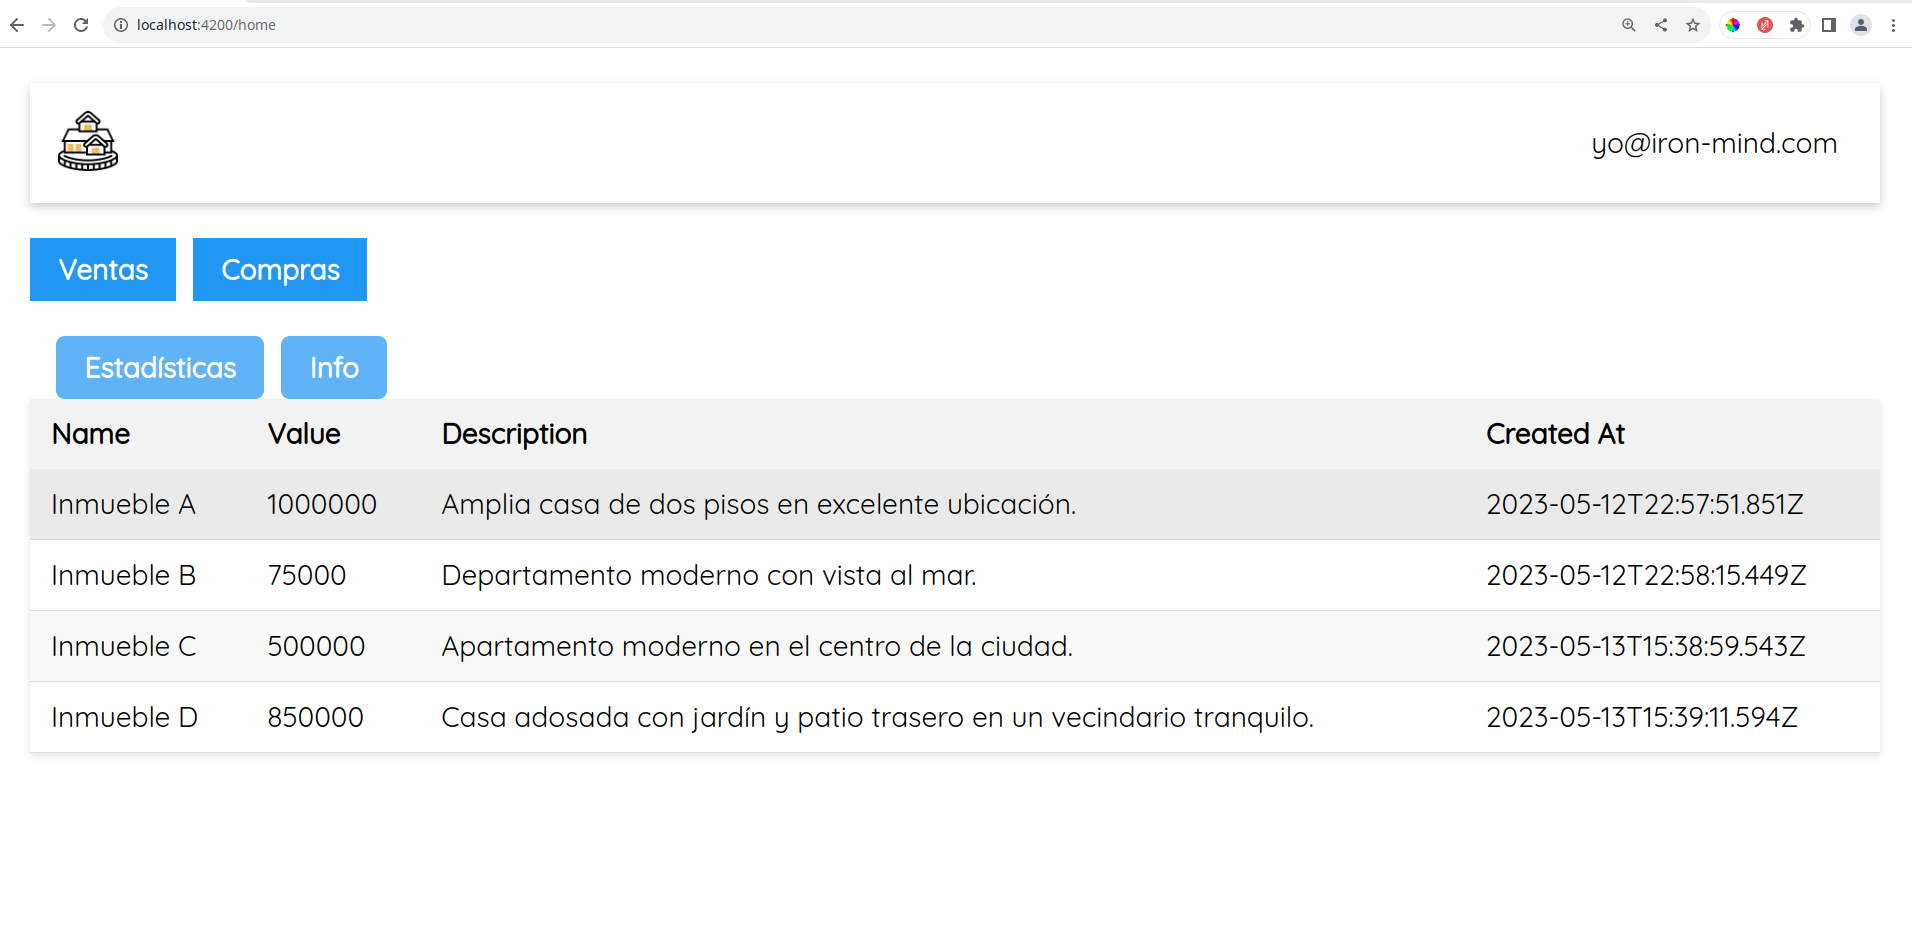 localhost:4200/home
yo@iron-mind.com
Ventas Compras
Estadísticas Info
Name Value Description Created At
Inmueble A 1000000 Amplia casa de dos pisos en excelente ubicación. 2023-05-12T22:57:51.851Z
Inmueble B 75000 Departamento moderno con vista al mar. 2023-05-12T22:58:15.449Z
Inmueble C 500000 Apartamento moderno en el centro de la ciudad. 2023-05-13T15:38:59.543Z
Inmueble D 850000 Casa adosada con jardín y patio trasero en un vecindario tranquilo. 2023-05-13T15:39:11.594Z